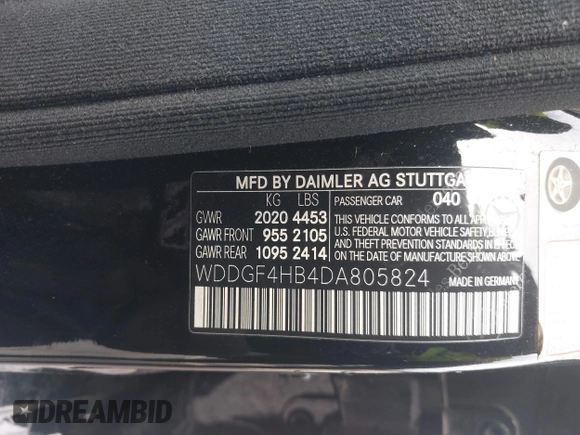 MFD BY DAIMLER AG STUTTGA
KG LBS PASSENGER CAR 040
GVWR 2020 4453 THIS VEHICLE CONFORMS TO ALL
GAWR FRONT 955 2105 U.S. FEDERAL MOTOR VEHICLE SAFETY,
GAWR REAR 1095 2414 AND THEFT PREVENTION STANDARDS IN EFFECT
ON THE DATE OF MANUFACTURE SHOWN ABOVE.
WDDGF4HB4DA805824 MADE IN GERMANY
DREAMBID